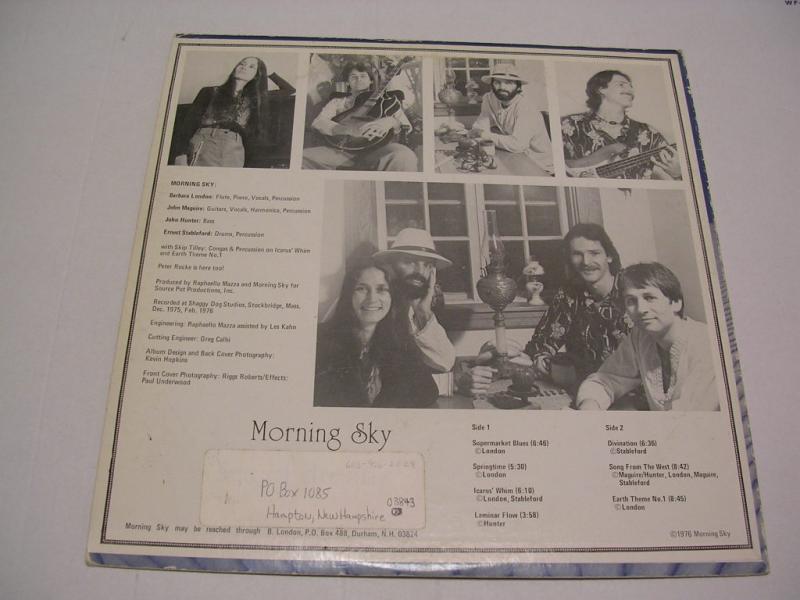 MORNING SKY:
Barbara London: Flute, Piano, Vocals, Percussion
John Maguire: Guitars, Vocals, Harmonica, Percussion
John Hunter: Bass
Ernest Stableford: Drums, Percussion
with Skip Tilley: Congas & Percussion on Icarus' Whim
and Earth Theme No.1
Peter Rocke is here too!
Produced by Raphaello Mazza and Morning Sky for
Source Pot Productions, Inc.
Recorded at Shaggy Dog Studios, Stockbridge, Mass.
Dec. 1975, Feb. 1976
Engineering: Raphaello Mazza assisted by Les Kahn
Cutting Engineer: Greg Calbi
Album Design and Back Cover Photography:
Kevin Hopkins
Front Cover Photography: Riggs Roberts/Effects:
Paul Underwood
Morning Sky
PO Box 1085
03843
Hampton, New Hampshire
Morning Sky may be reached through B. London, P.O. Box 488, Durham, N.H. 03824
Side 1
Supermarket Blues (6:46)
©London
Springtime (5:30)
©London
Icarus' Whim (6:10)
©London, Stableford
Laminar Flow (3:58)
©Hunter
Side 2
Divination (6:36)
©Stableford
Song From The West (8:42)
©Maguire/Hunter, London, Maguire,
Stableford
Earth Theme No.1 (8:45)
©London
©1976 Morning Sky